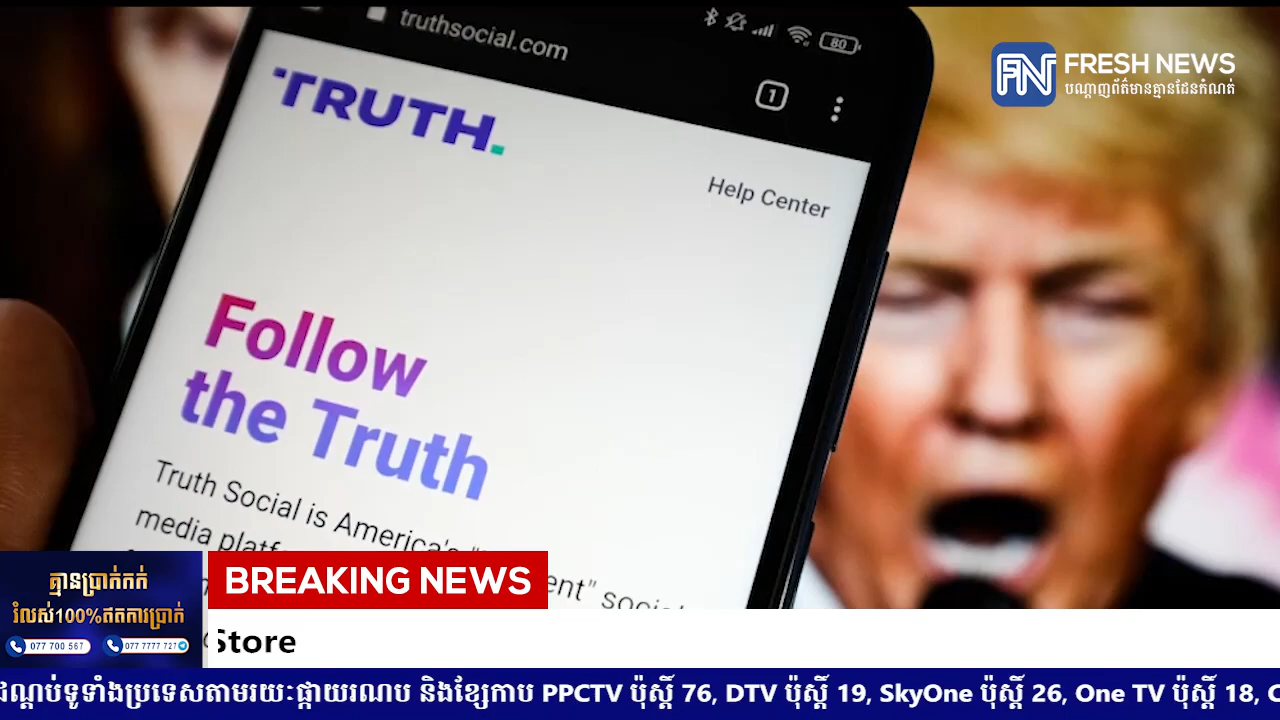 truthsocial.com
80
1
TRUTH.
Help Center
Follow
the Truth
Truth Social is America's
media
ent" social
FRESH NEWS
បណ្តាញព័ត៌មានគ្មានដែនកំណត់
BREAKING NEWS
Store
គ្មានប្រាក់កក់
រំលស់100%ឥតការប្រាក់
077 700 567
077 7777 727
ទូទាំងប្រទេសតាមរយៈផ្កាយរណប និងខ្សែកាប PPCTV ប៉ុស្តិ៍ 76, DTV ប៉ុស្តិ៍ 19, SkyOne ប៉ុស្តិ៍ 26, One TV ប៉ុស្តិ៍ 18,